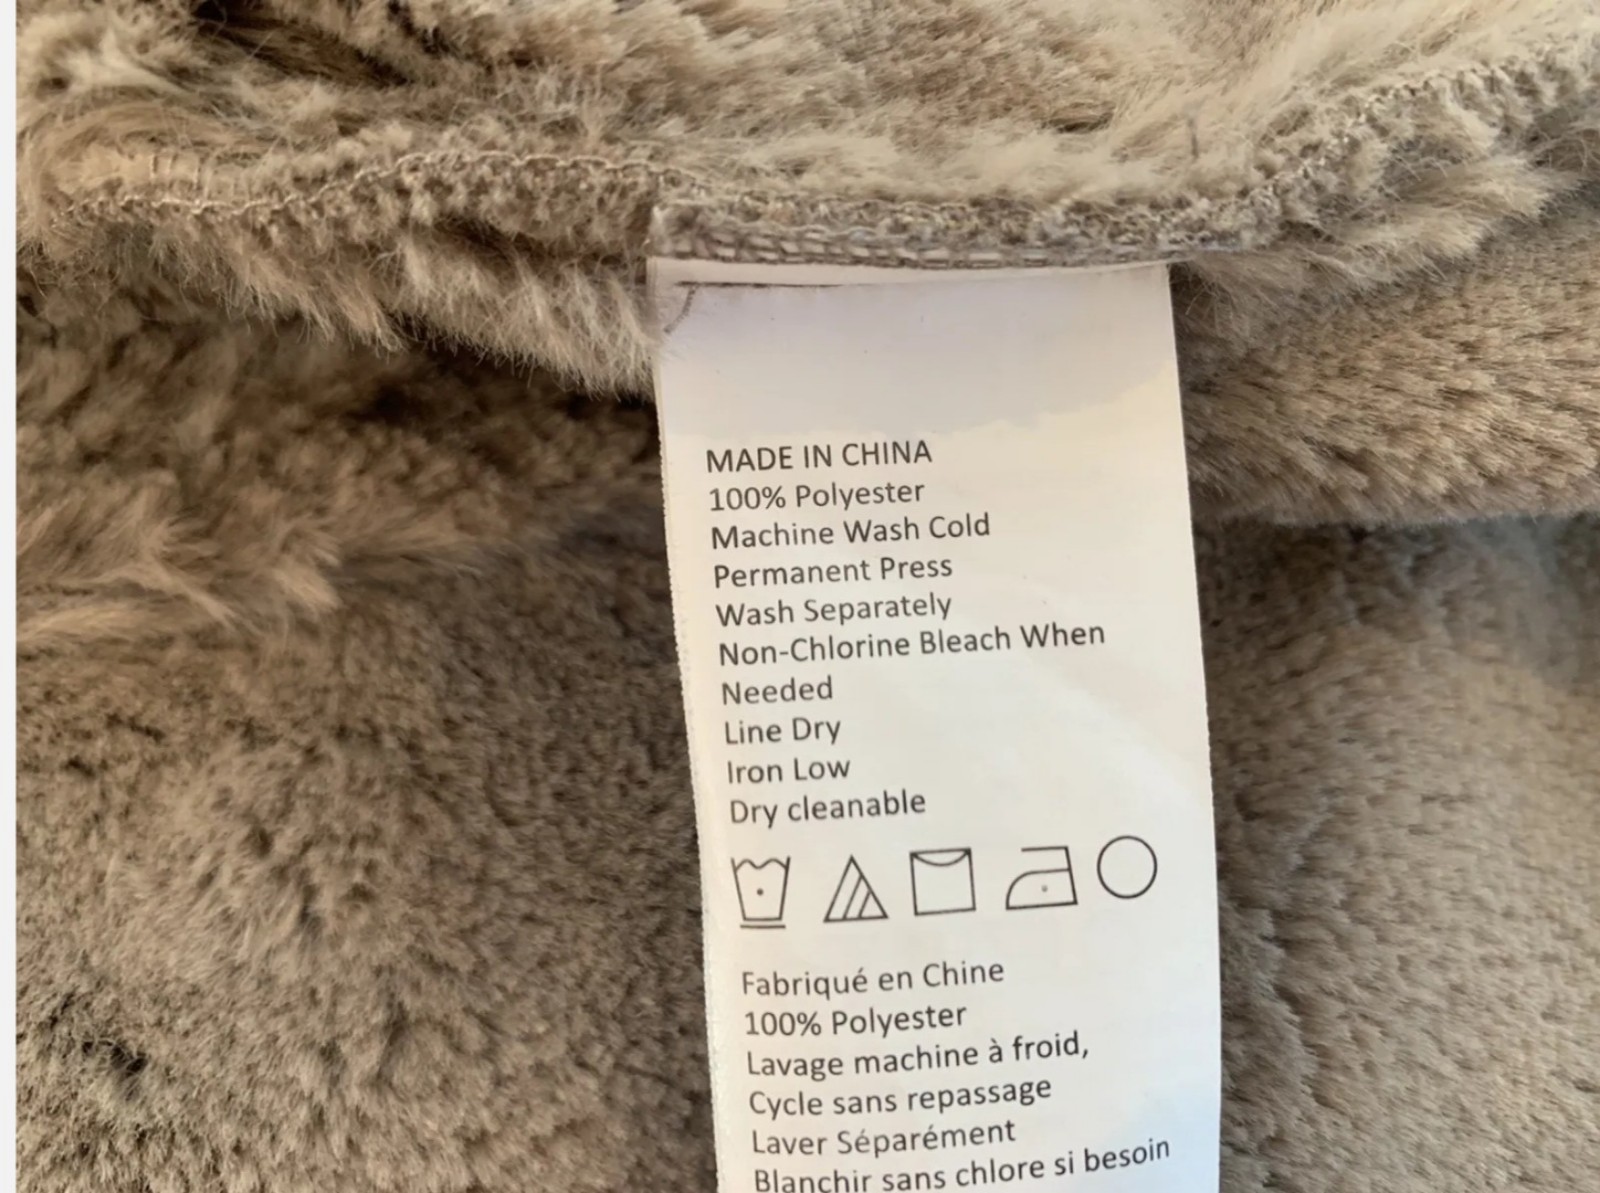 MADE IN CHINA
100% Polyester
Machine Wash Cold
Permanent Press
Wash Separately
Non-Chlorine Bleach When
Needed
Line Dry
Iron Low
Dry cleanable
Fabriqué en Chine
100% Polyester
Lavage machine à froid,
Cycle sans repassage
Laver Séparément
Blanchir sans chlore si besoin